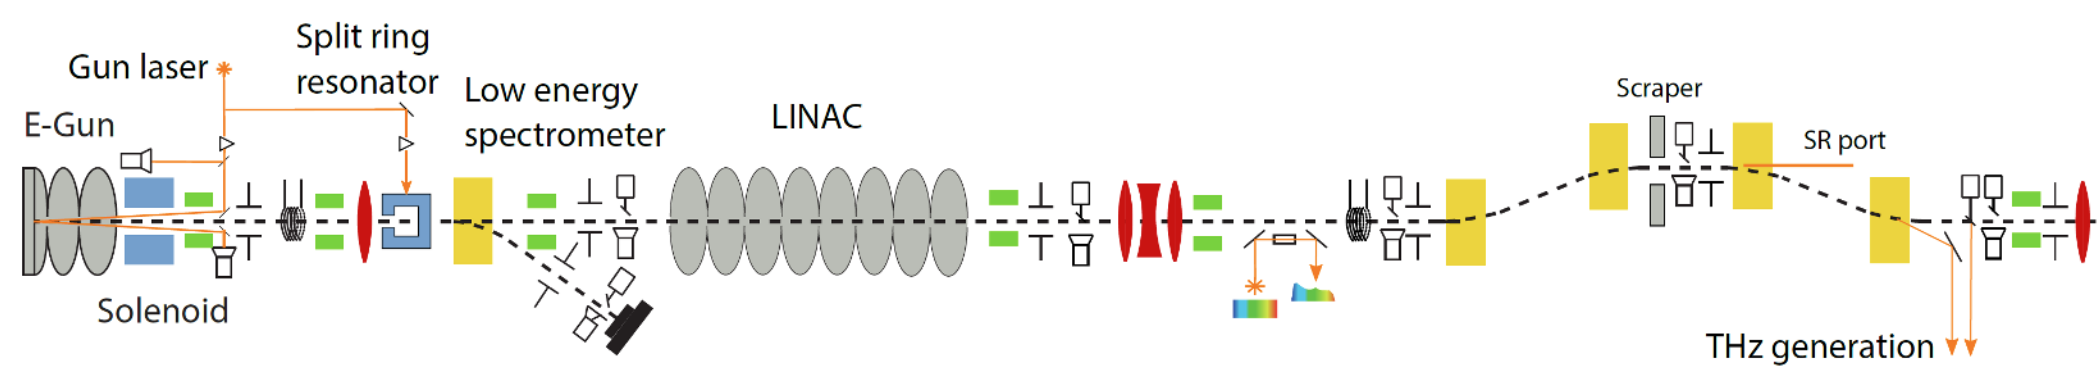 Split ring
resonator
Gun laser
Low energy
spectrometer
E-Gun
LINAC
Scraper
SR port
Solenoid
THz generation